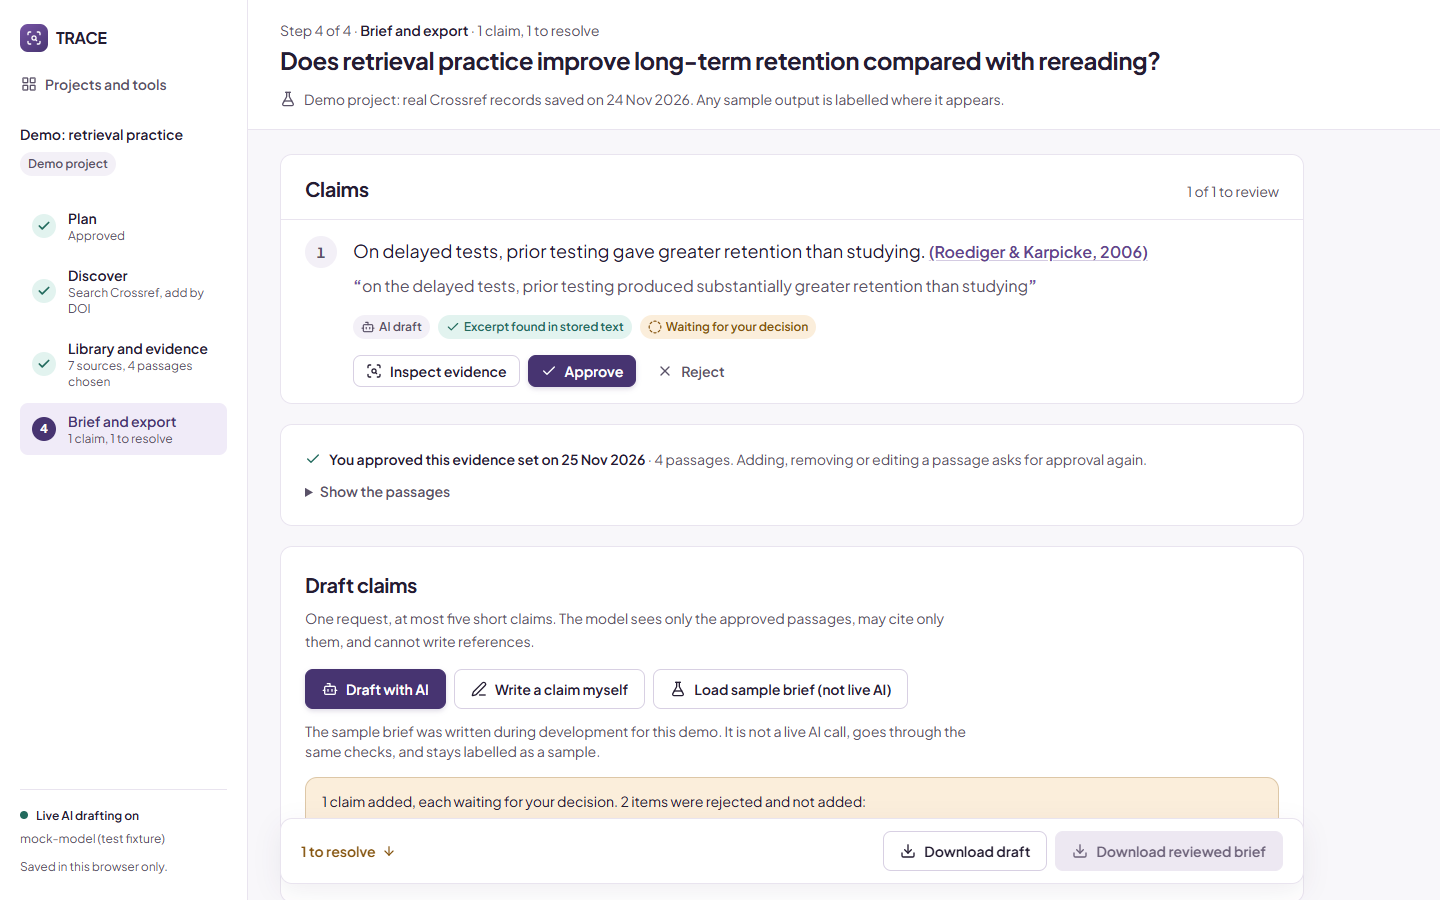 TRACE
Projects and tools
Demo: retrieval practice
Demo project
Plan
Approved
Discover
Search Crossref, add by
DOI
Library and evidence
7 sources, 4 passages
chosen
4
Brief and export
1 claim, 1 to resolve
Live AI drafting on
mock-model (test fixture)
Saved in this browser only.
Step 4 of 4 · Brief and export · 1 claim, 1 to resolve
Does retrieval practice improve long-term retention compared with rereading?
Demo project: real Crossref records saved on 24 Nov 2026. Any sample output is labelled where it appears.
Claims
1 of 1 to review
1
On delayed tests, prior testing gave greater retention than studying. (Roediger & Karpicke, 2006)
“on the delayed tests, prior testing produced substantially greater retention than studying”
AI draft
Excerpt found in stored text
Waiting for your decision
Inspect evidence
Approve
Reject
You approved this evidence set on 25 Nov 2026 · 4 passages. Adding, removing or editing a passage asks for approval again.
Show the passages
Draft claims
One request, at most five short claims. The model sees only the approved passages, may cite only
them, and cannot write references.
Draft with AI
Write a claim myself
Load sample brief (not live AI)
The sample brief was written during development for this demo. It is not a live AI call, goes through the
same checks, and stays labelled as a sample.
1 claim added, each waiting for your decision. 2 items were rejected and not added:
1 to resolve
Download draft
Download reviewed brief